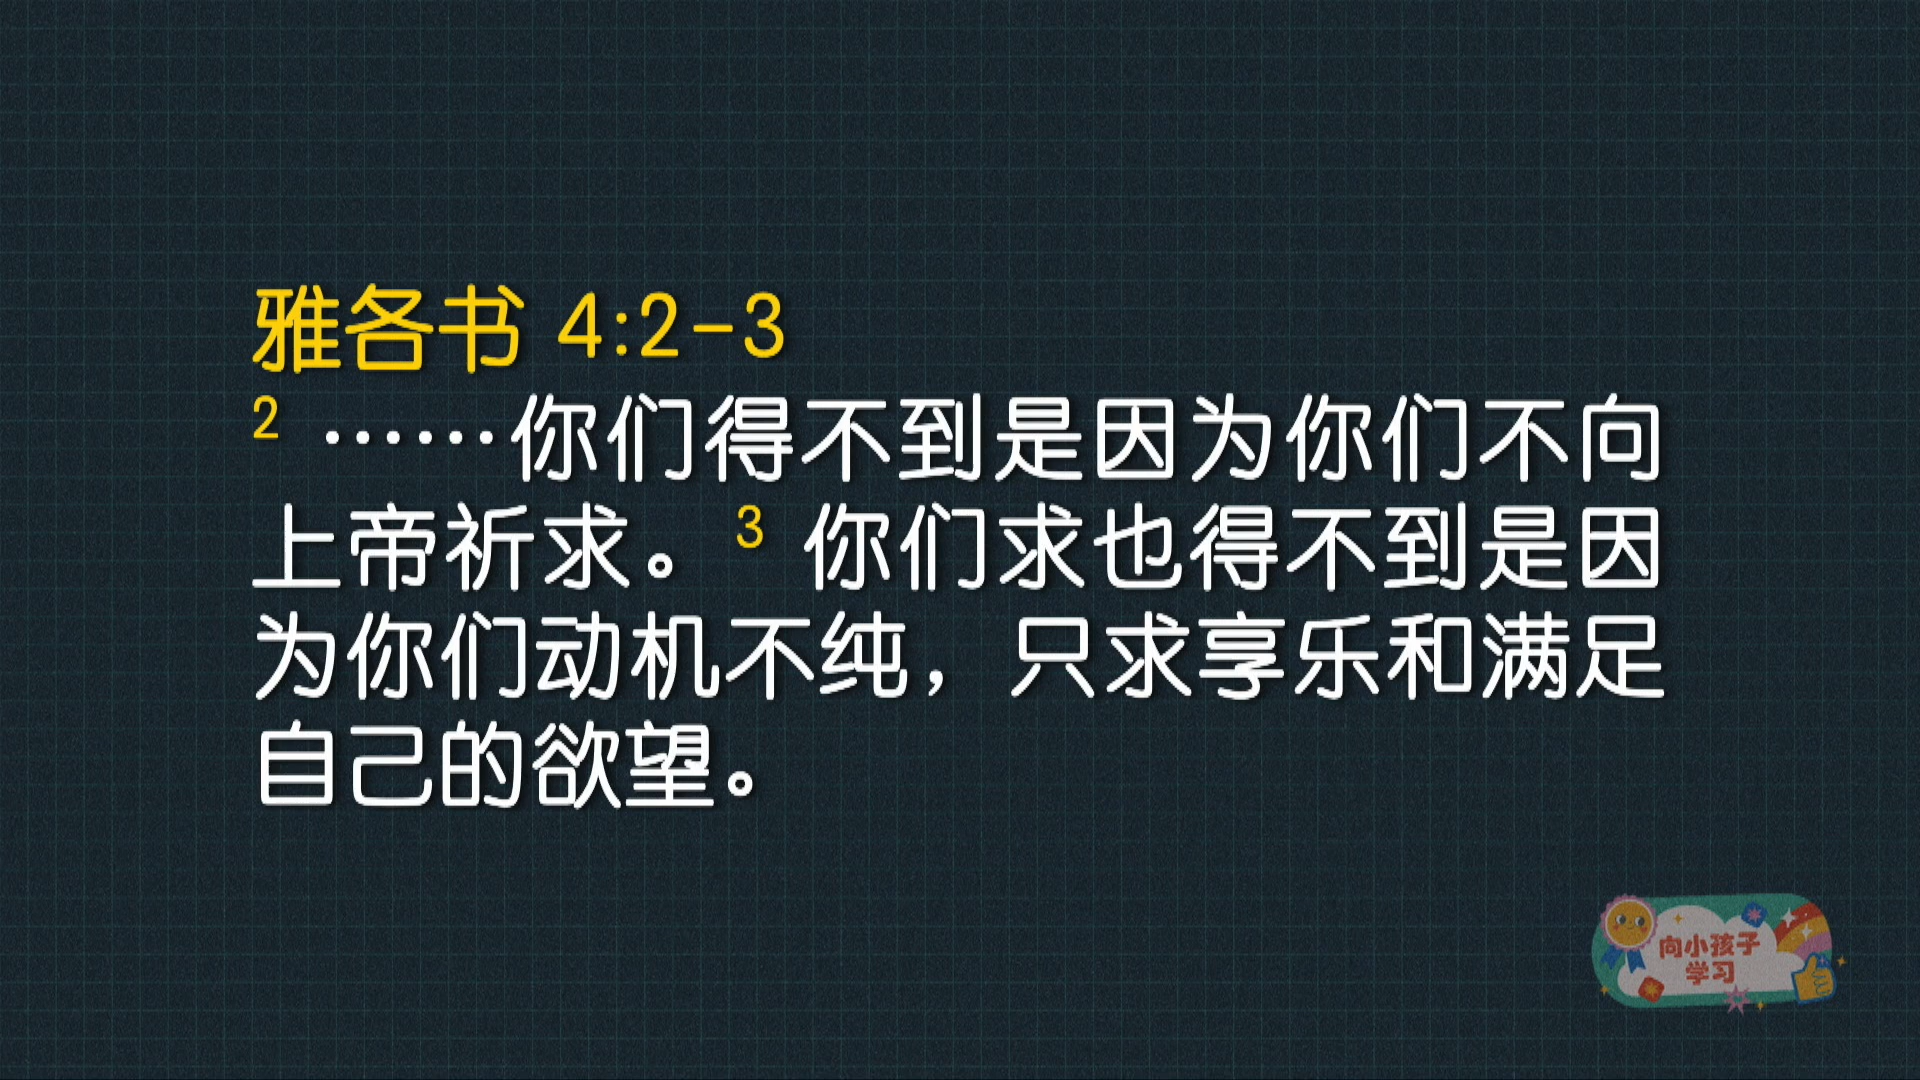 雅各书 4:2-3
2 ……你们得不到是因为你们不向
上帝祈求。3 你们求也得不到是因
为你们动机不纯，只求享乐和满足
自己的欲望。
向小孩子
学习